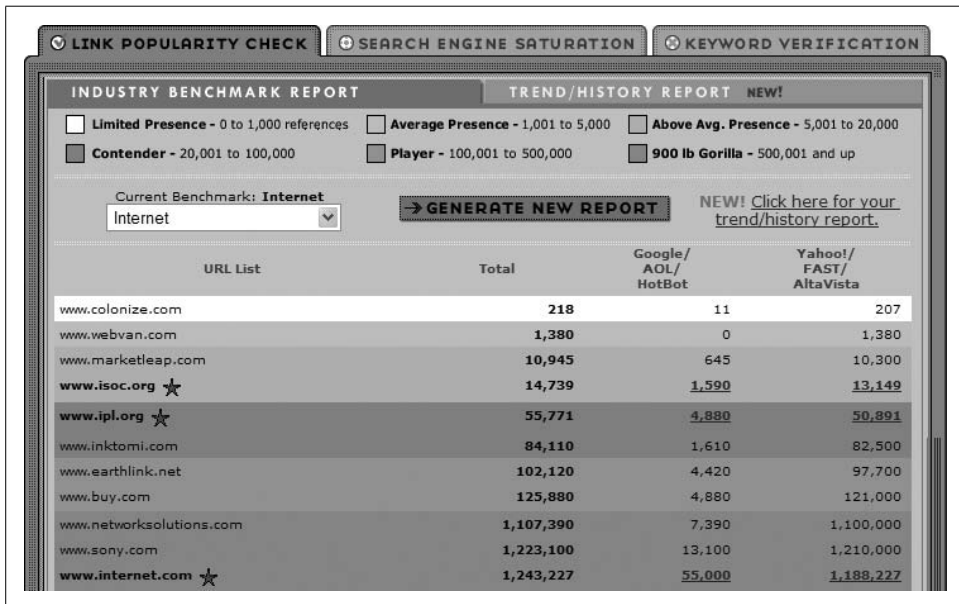 LINK POPULARITY CHECK SEARCH ENGINE SATURATION KEYWORD VERIFICATION
INDUSTRY BENCHMARK REPORT TREND/HISTORY REPORT NEW!
Limited Presence - 0 to 1,000 references Average Presence - 1,001 to 5,000 Above Avg. Presence - 5,001 to 20,000
Contender - 20,001 to 100,000 Player - 100,001 to 500,000 900 lb Gorilla - 500,001 and up
Current Benchmark: Internet
Internet
GENERATE NEW REPORT
NEW! Click here for your
trend/history report.
URL List Total Google/ AOL/ HotBot Yahoo!/ FAST/ AltaVista
www.colonize.com 218 11 207
www.webvan.com 1,380 0 1,380
www.marketleap.com 10,945 645 10,300
www.isoc.org 14,739 1,590 13,149
www.ipl.org 55,771 4,880 50,891
www.inktomi.com 84,110 1,610 82,500
www.earthlink.net 102,120 4,420 97,700
www.buy.com 125,880 4,880 121,000
www.networksolutions.com 1,107,390 7,390 1,100,000
www.sony.com 1,223,100 13,100 1,210,000
www.internet.com 1,243,227 55,000 1,188,227